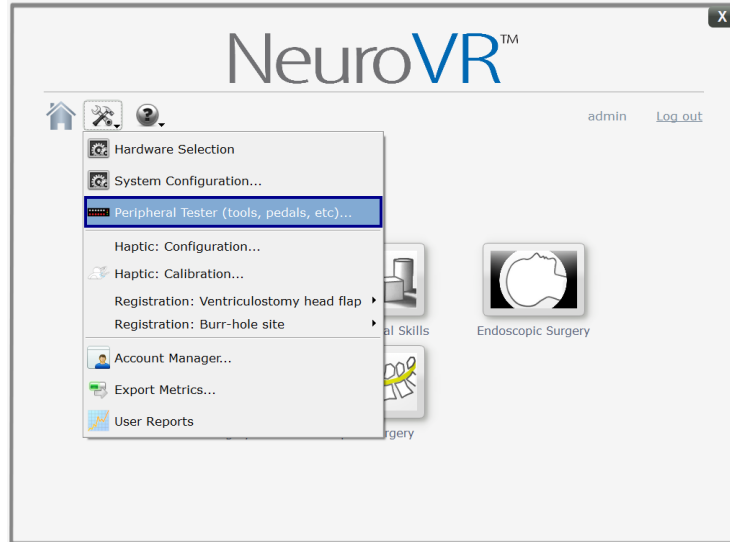 X
NeuroVR™
admin Log out
Hardware Selection
System Configuration...
Peripheral Tester (tools, pedals, etc)...
Haptic: Configuration...
Haptic: Calibration...
Registration: Ventriculostomy head flap
Registration: Burr-hole site
Account Manager...
Export Metrics...
User Reports
al Skills
Endoscopic Surgery
rgery